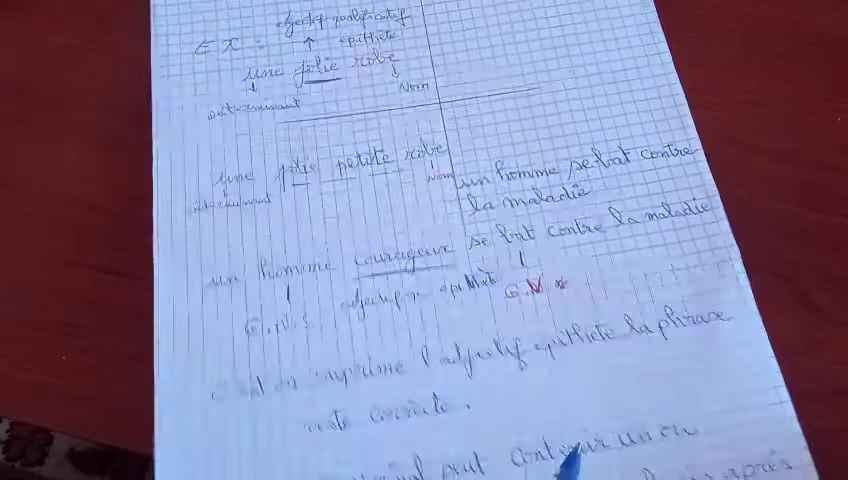 adjectif qualificatif
Ex : épithète
une jolie robe
Nom
déterminant
une jolie petite robe
déterminant Nom
un homme se bat contre
la maladie
un homme courageux se bat contre la maladie
G.N.S adjectif épithète G.V
on supprime l'adjectif épithète la phrase
reste correcte.
peut contenir un ou
après